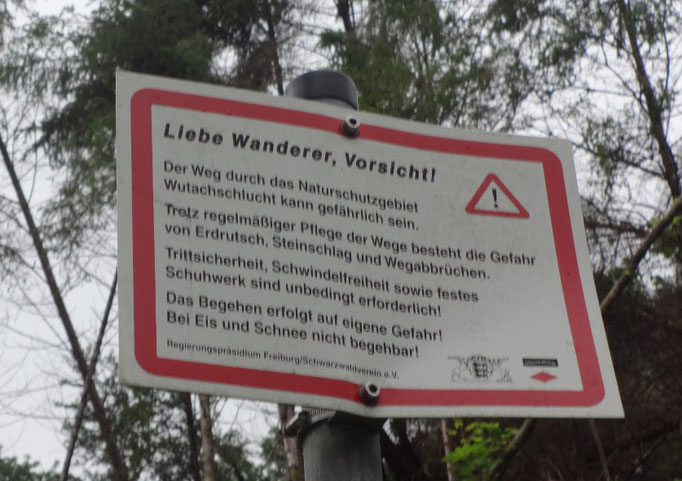 Liebe Wanderer, Vorsicht!
Der Weg durch das Naturschutzgebiet
Wutachschlucht kann gefährlich sein.
Trotz regelmäßiger Pflege der Wege besteht die Gefahr
von Erdrutsch, Steinschlag und Wegabbrüchen.
Trittsicherheit, Schwindelfreiheit sowie festes
Schuhwerk sind unbedingt erforderlich!
Das Begehen erfolgt auf eigene Gefahr!
Bei Eis und Schnee nicht begehbar!
Regierungspräsidium Freiburg/Schwarzwaldverein e.V.